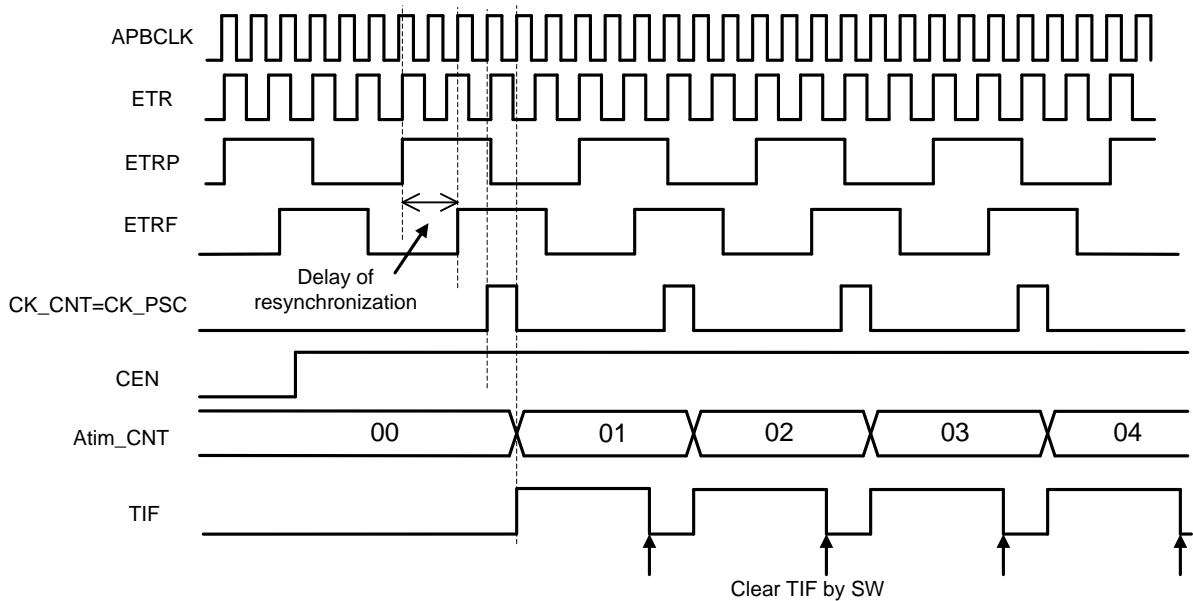 APBCLK
ETR
ETRP
ETRF
Delay of
resynchronization
CK_CNT=CK_PSC
CEN
Atim_CNT
00
01
02
03
04
TIF
Clear TIF by SW